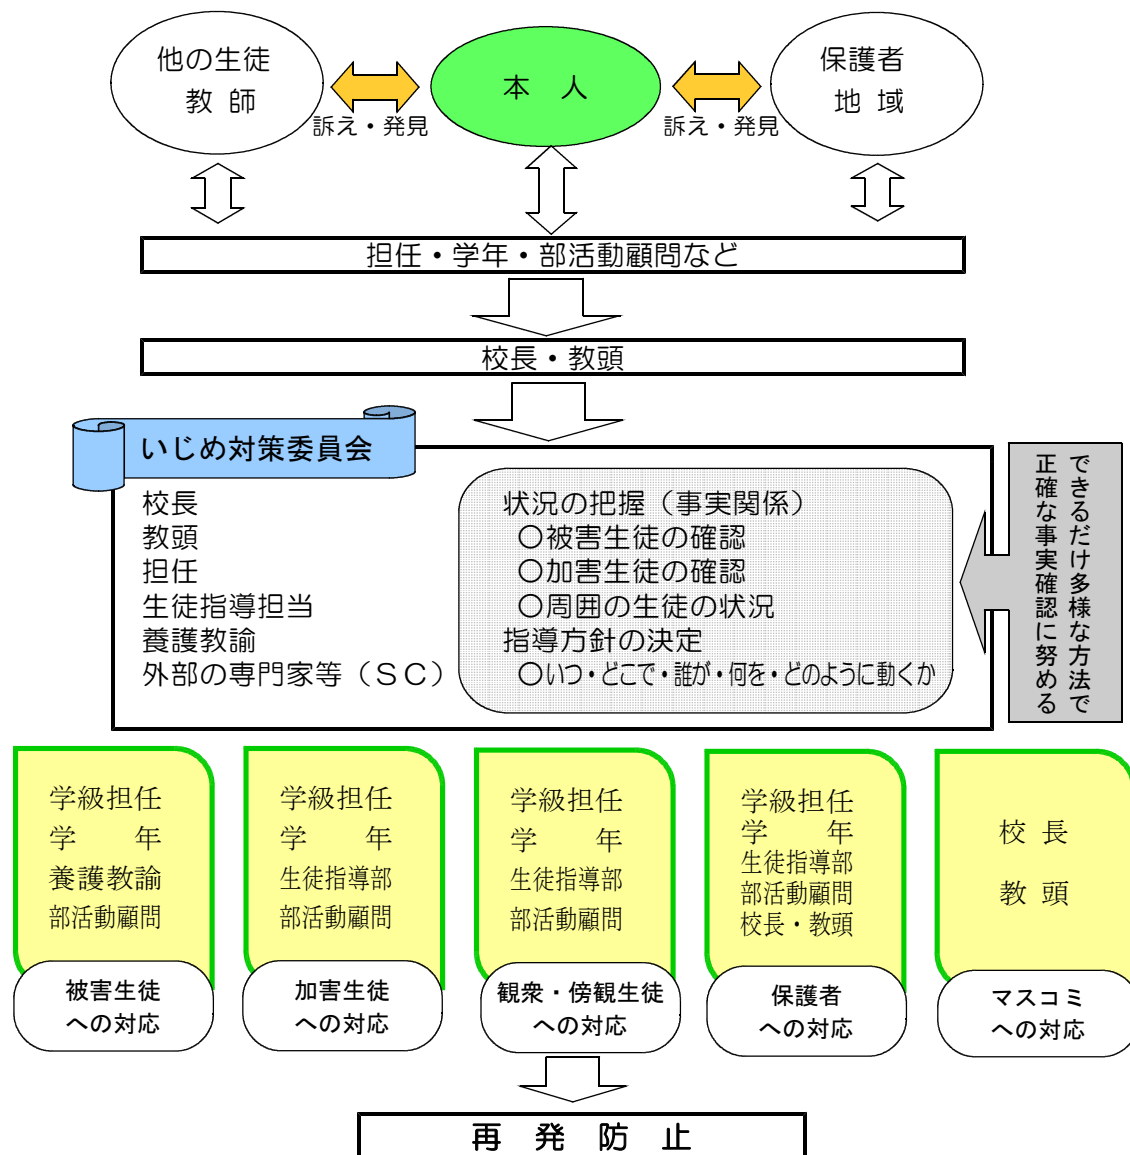 他の生徒
教 師
本 人
保護者
地 域
訴え・発見
訴え・発見
担任・学年・部活動顧問など
校長・教頭
いじめ対策委員会
校長
教頭
担任
生徒指導担当
養護教諭
外部の専門家等（ＳＣ）
状況の把握（事実関係）
○被害生徒の確認
○加害生徒の確認
○周囲の生徒の状況
指導方針の決定
○いつ・どこで・誰が・何を・どのように動くか
できるだけ多様な方法で
正確な事実確認に努める
学級担任
学　　年
養護教諭
部活動顧問
被害生徒
への対応
学級担任
学　　年
生徒指導部
部活動顧問
加害生徒
への対応
学級担任
学　　年
生徒指導部
部活動顧問
観衆・傍観生徒
への対応
学級担任
学　　年
生徒指導部
部活動顧問
校長・教頭
保護者
への対応
校 長
教 頭
マスコミ
への対応
再 発 防 止